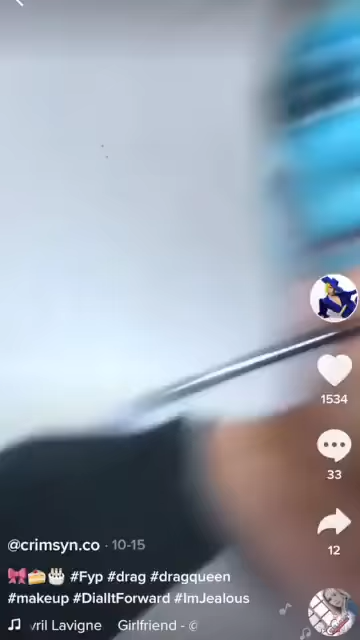 1534
33
12
@crimsyn.co · 10-15
🎀🍰🎂 #Fyp #drag #dragqueen
#makeup #DialItForward #ImJealous
vril Lavigne Girlfriend -